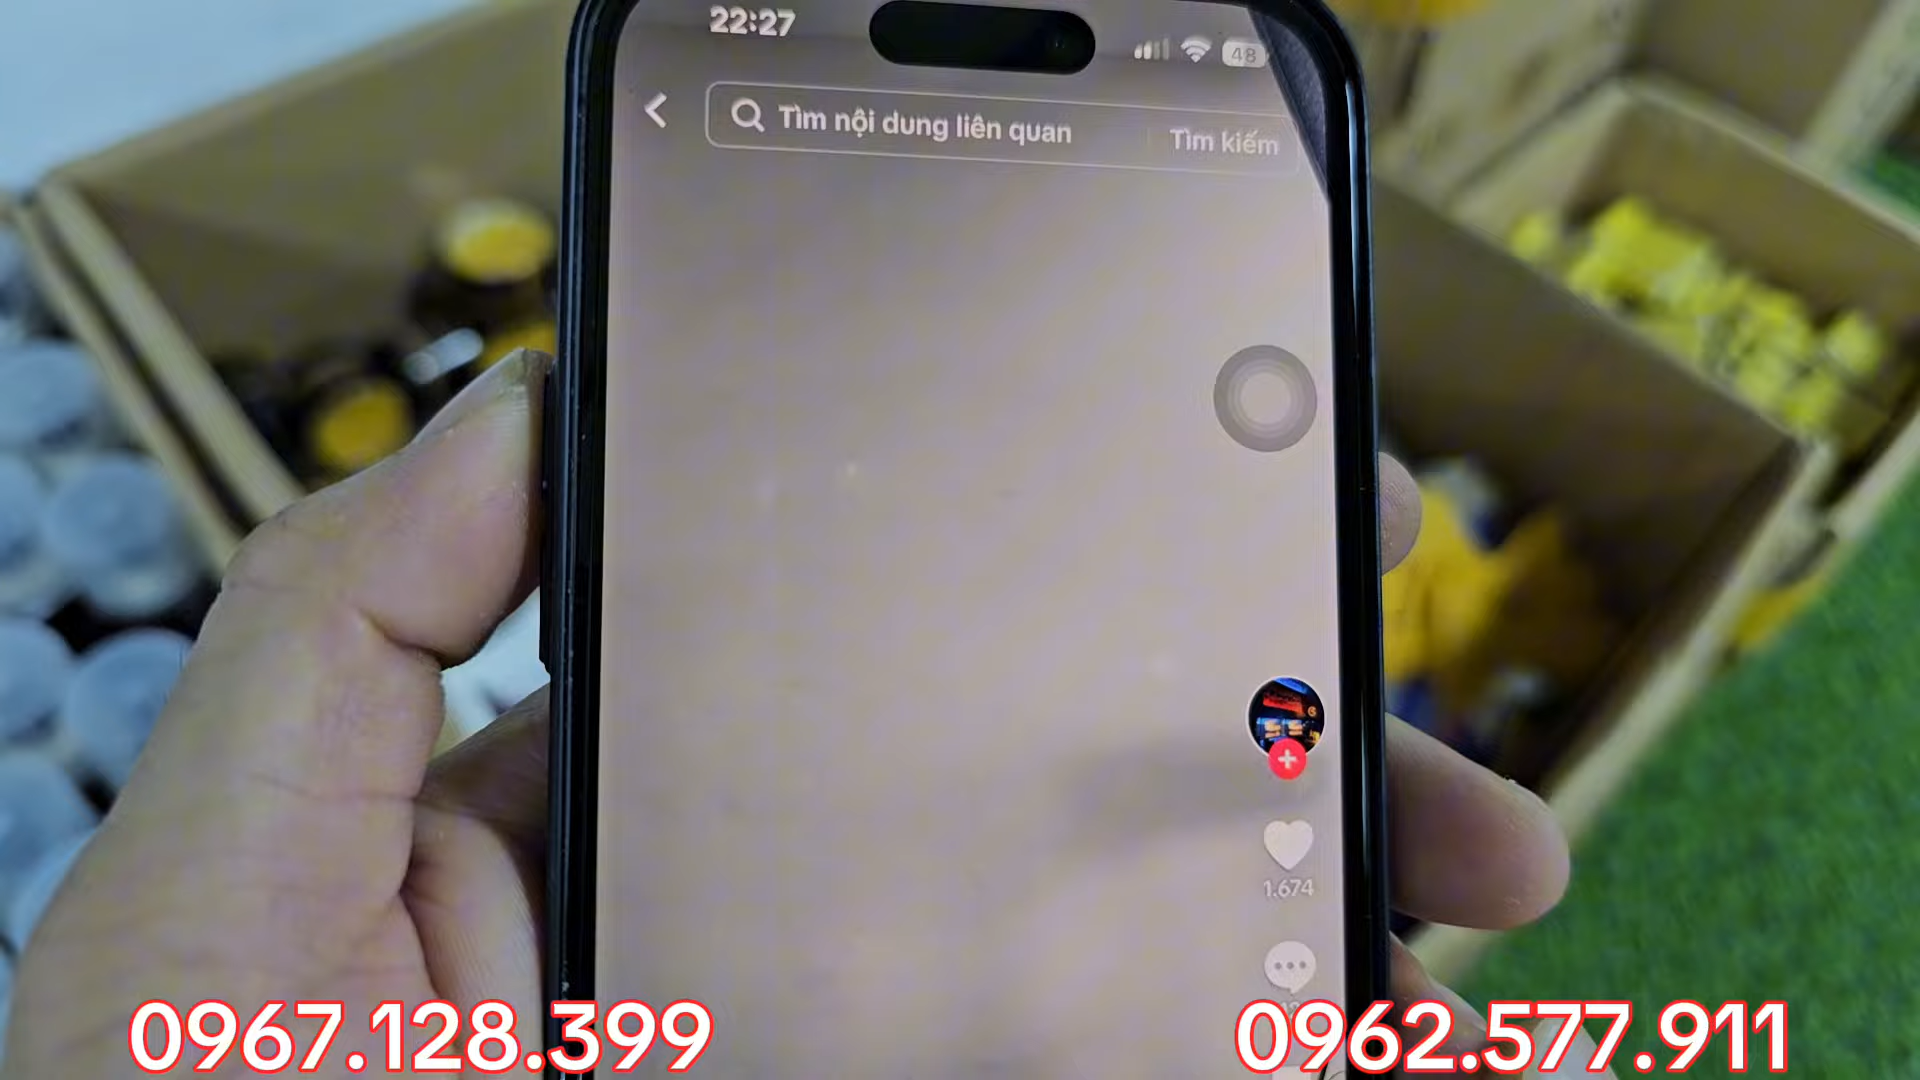 22:27
48
Tìm nội dung liên quan
Tìm kiếm
1.674
0967.128.399
0962.577.911